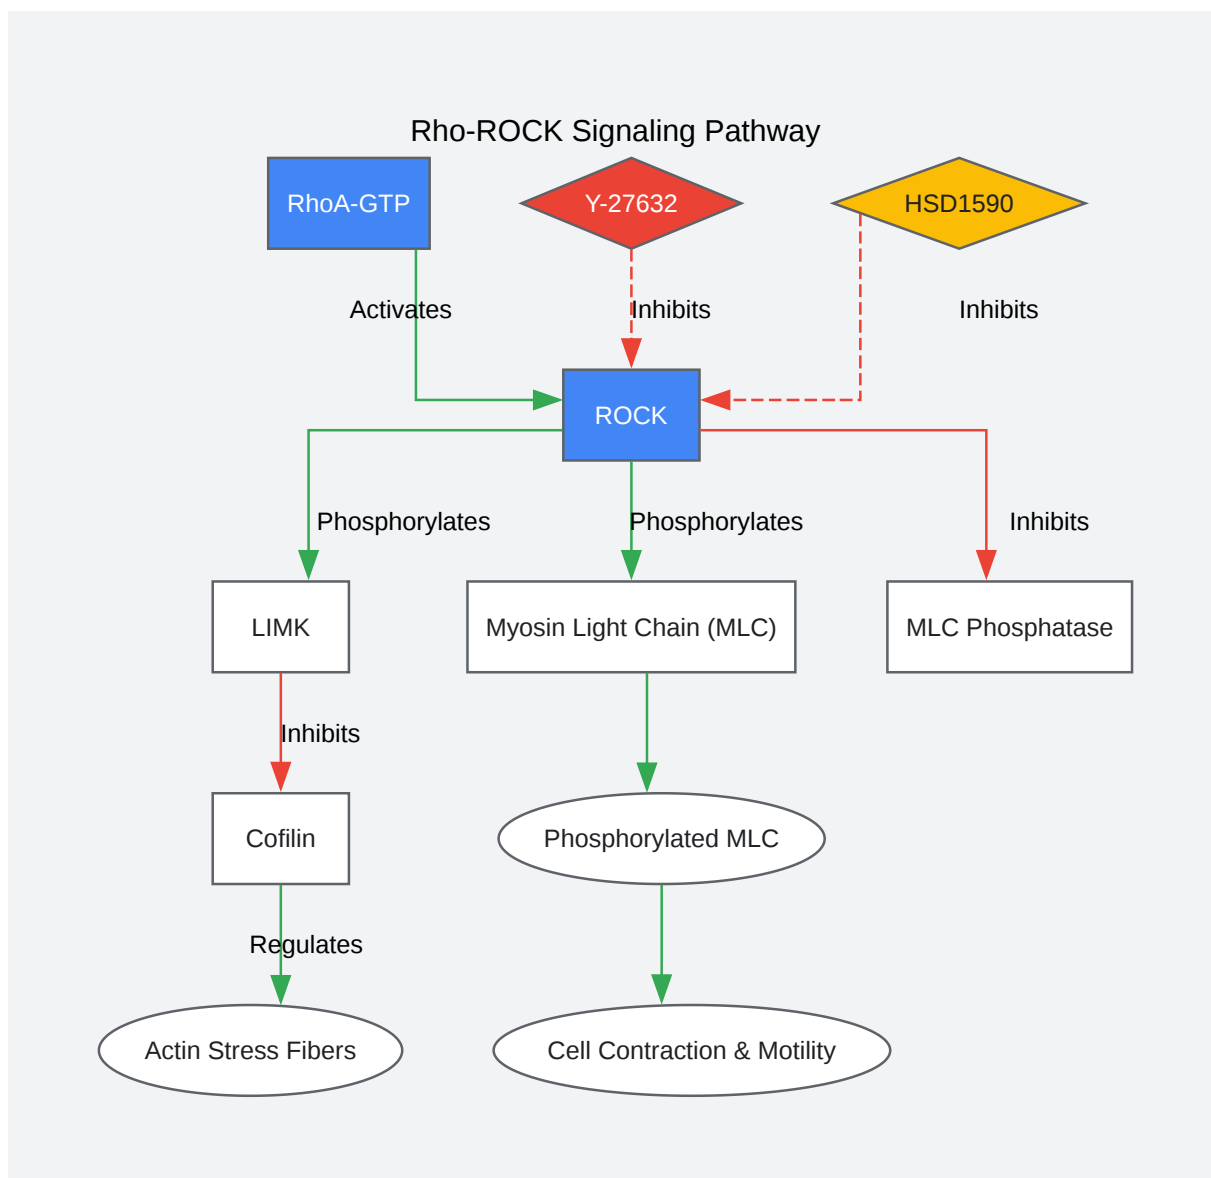 Rho-ROCK Signaling Pathway
RhoA-GTP
Y-27632
HSD1590
Activates
Inhibits
Inhibits
ROCK
Phosphorylates
Phosphorylates
Inhibits
LIMK
Myosin Light Chain (MLC)
MLC Phosphatase
Inhibits
Cofilin
Phosphorylated MLC
Regulates
Actin Stress Fibers
Cell Contraction & Motility